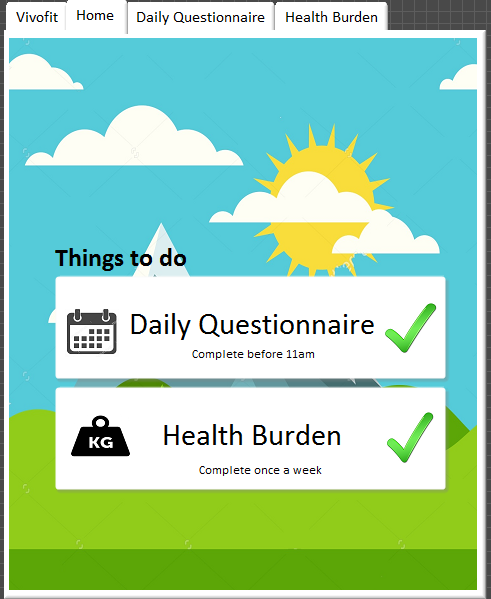 Vivofit Home Daily Questionnaire Health Burden
Things to do
Daily Questionnaire
Complete before 11am
KG
Health Burden
Complete once a week